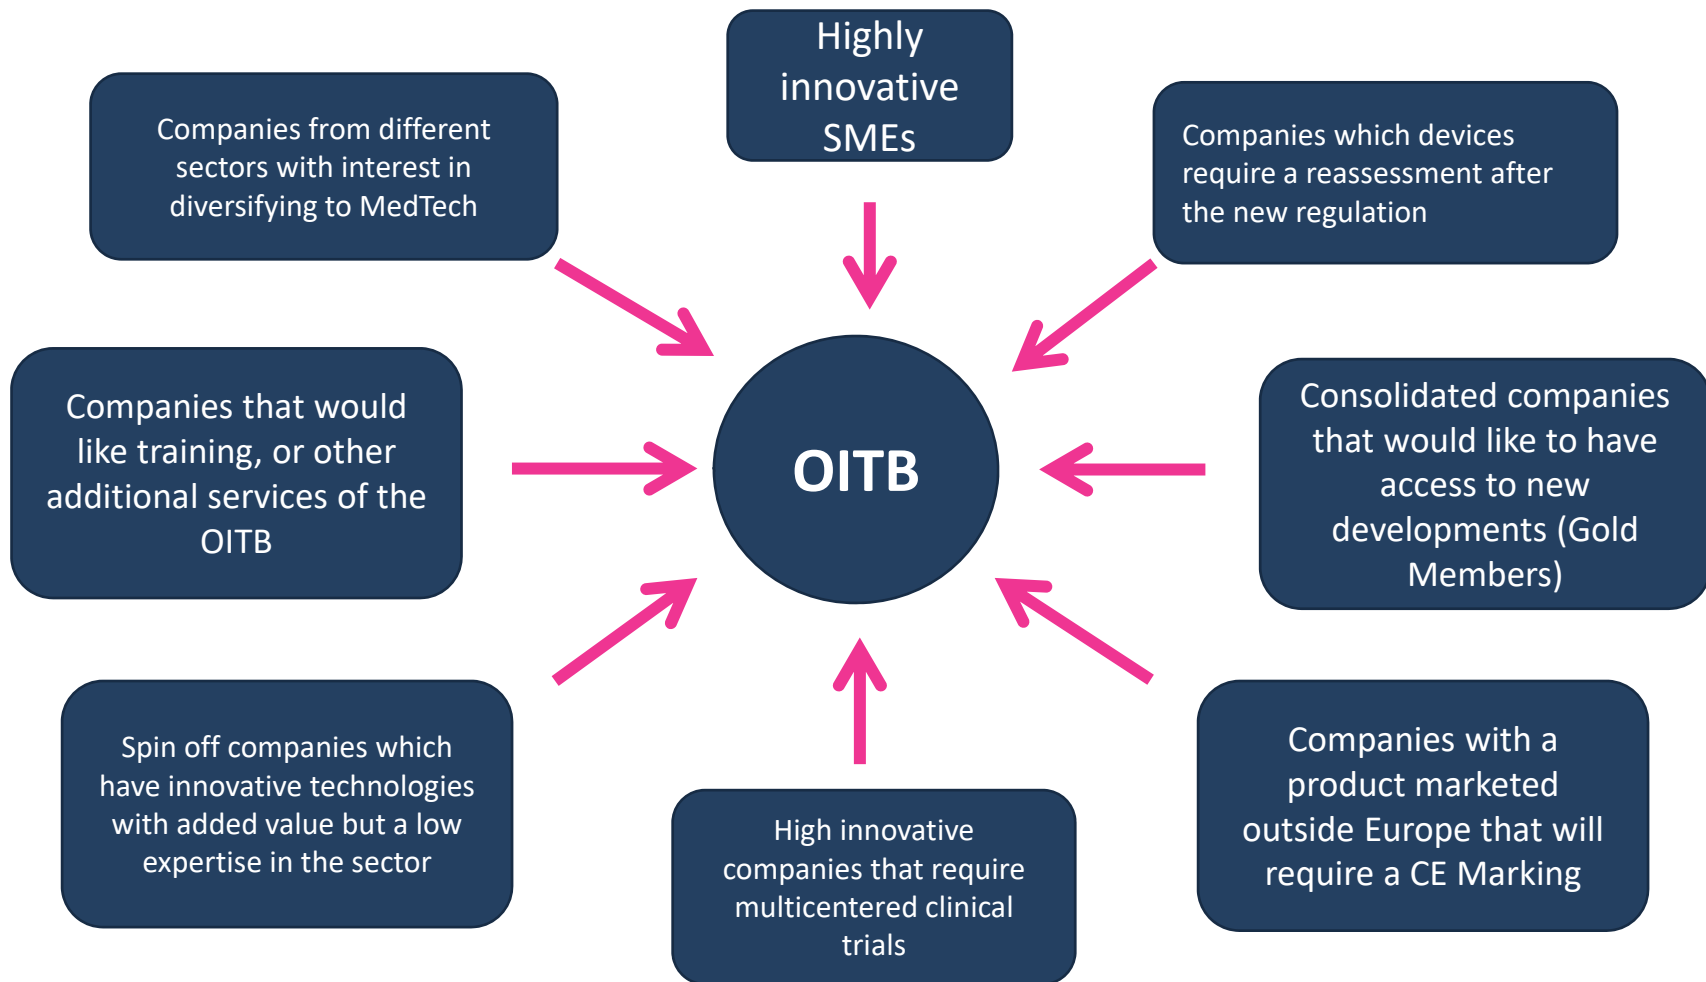 Highly
innovative
SMEs
Companies from different
sectors with interest in
diversifying to MedTech
Companies which devices
require a reassessment after
the new regulation
Companies that would
like training, or other
additional services of the
OITB
OITB
Consolidated companies
that would like to have
access to new
developments (Gold
Members)
Spin off companies which
have innovative technologies
with added value but a low
expertise in the sector
High innovative
companies that require
multicentered clinical
trials
Companies with a
product marketed
outside Europe that will
require a CE Marking